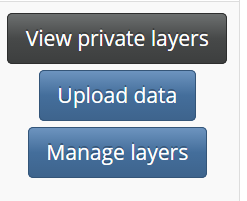 View private layers
Upload data
Manage layers